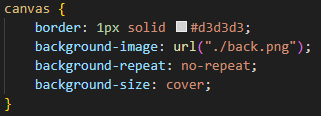 canvas {
border: 1px solid #d3d3d3;
background-image: url("./back.png");
background-repeat: no-repeat;
background-size: cover;
}